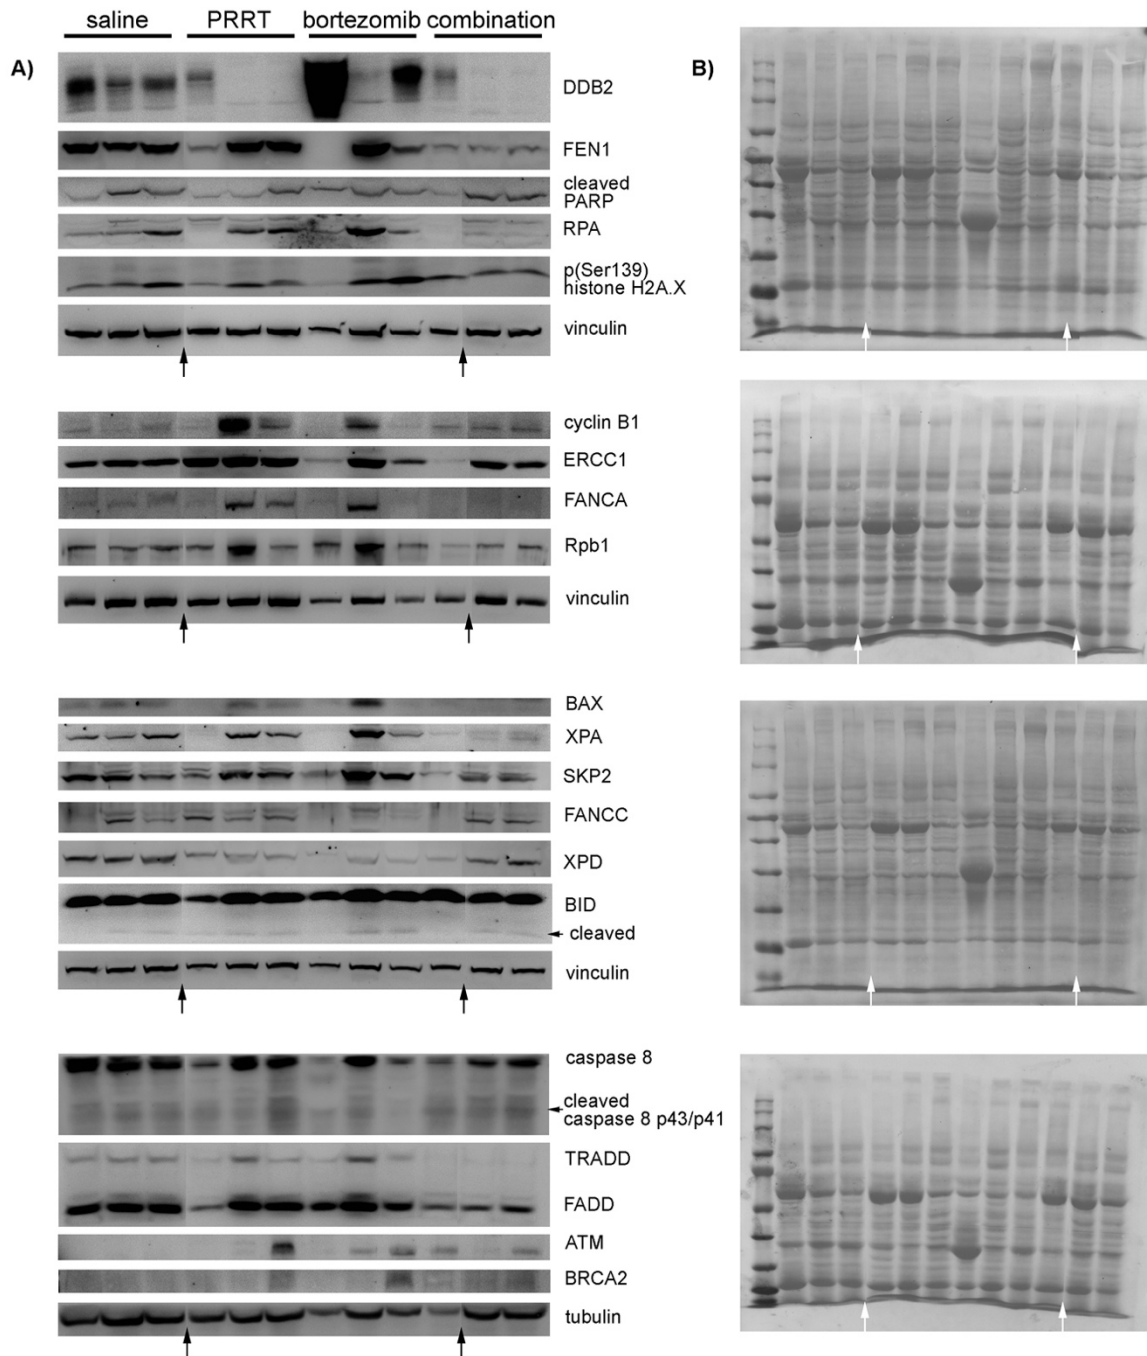 saline PRRT bortezomib combination
A)
B)
DDB2
FEN1
cleaved
PARP
RPA
p(Ser139)
histone H2A.X
vinculin
cyclin B1
ERCC1
FANCA
Rpb1
vinculin
BAX
XPA
SKP2
FANCC
XPD
BID
cleaved
vinculin
caspase 8
cleaved
caspase 8 p43/p41
TRADD
FADD
ATM
BRCA2
tubulin